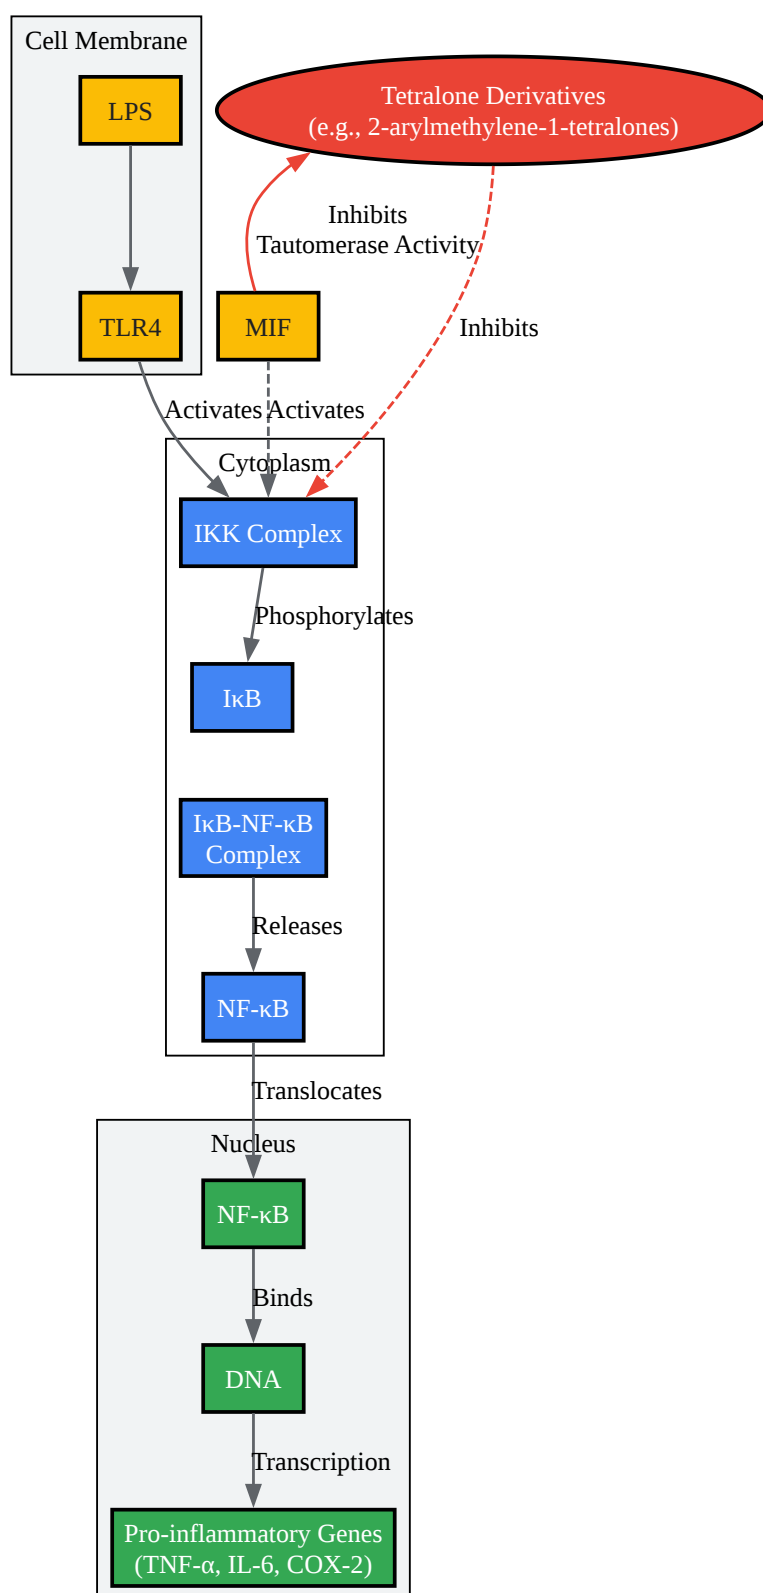 Cell Membrane
LPS
Tetralone Derivatives
(e.g., 2-arylmethylene-1-tetralones)
Inhibits
Tautomerase Activity
TLR4
MIF
Inhibits
Activates
Activates
Cytoplasm
IKK Complex
Phosphorylates
IκB
IκB-NF-κB
Complex
Releases
NF-κB
Translocates
Nucleus
NF-κB
Binds
DNA
Transcription
Pro-inflammatory Genes
(TNF-α, IL-6, COX-2)